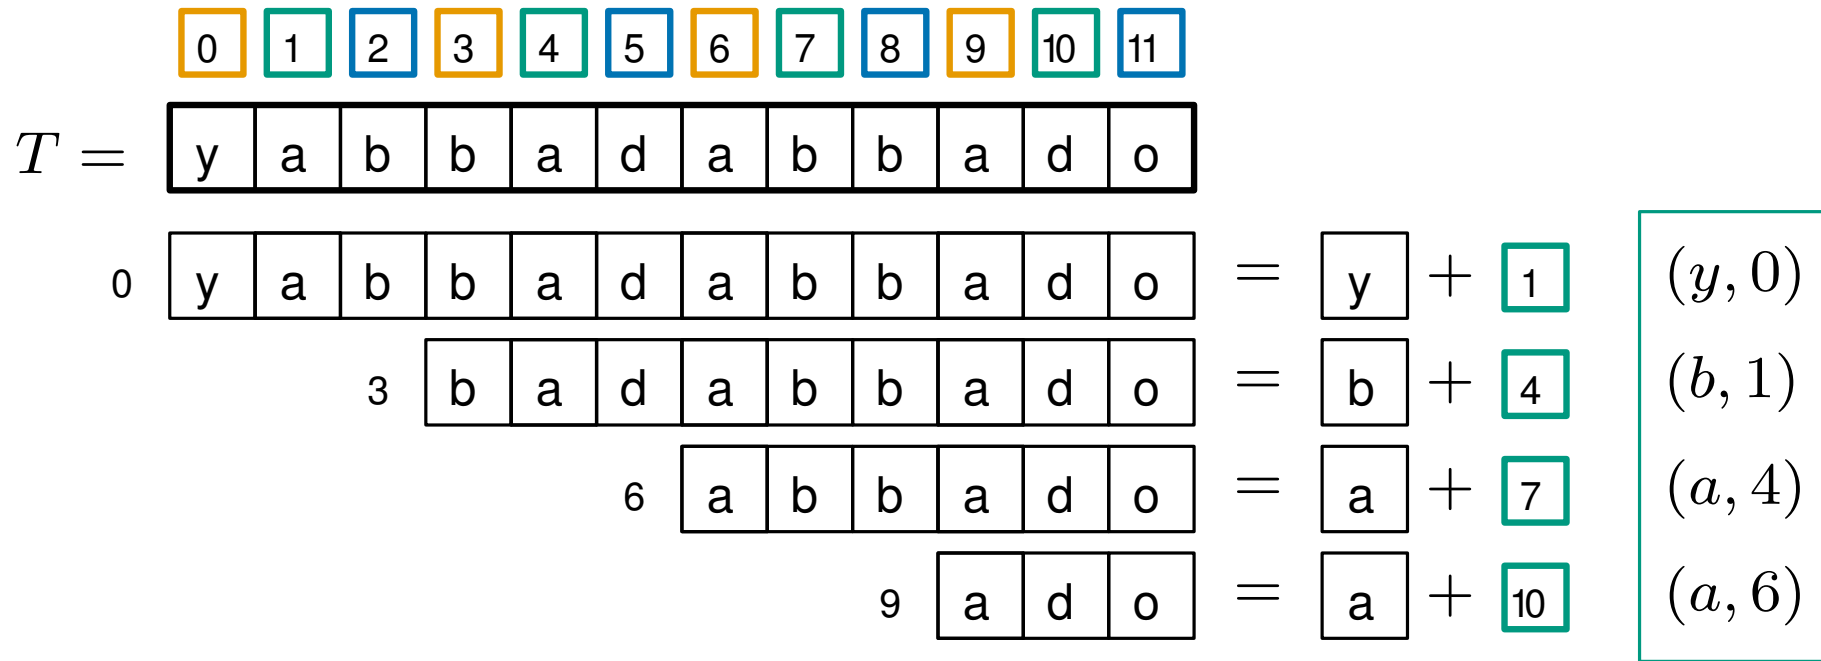 0 1 2 3 4 5 6 7 8 9 10 11
T = y a b b a d a b b a d o
0 y a b b a d a b b a d o = y + 1 (y, 0)
3 b a d a b b a d o = b + 4 (b, 1)
6 a b b a d o = a + 7 (a, 4)
9 a d o = a + 10 (a, 6)